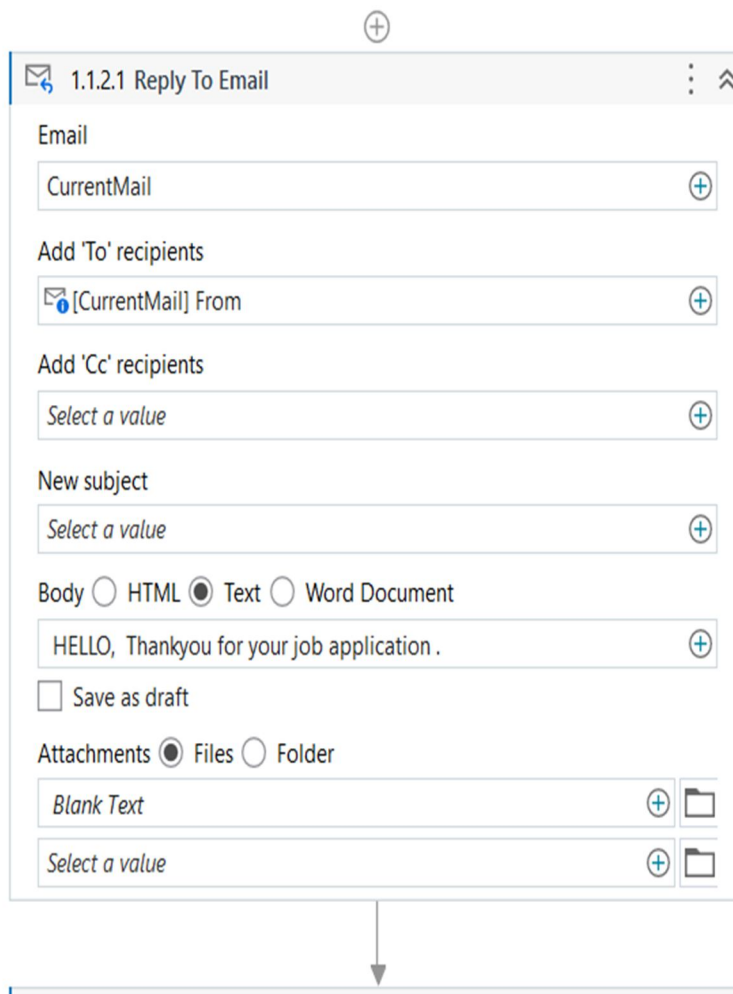 1.1.2.1 Reply To Email
Email
CurrentMail
Add 'To' recipients
[CurrentMail] From
Add 'Cc' recipients
Select a value
New subject
Select a value
Body HTML Text Word Document
HELLO, Thankyou for your job application .
Save as draft
Attachments Files Folder
Blank Text
Select a value